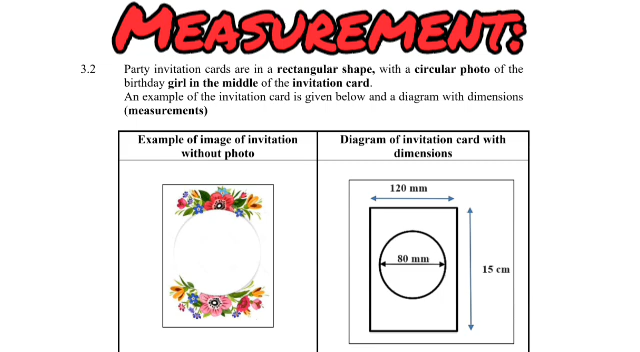 MEASUREMENT:
3.2 Party invitation cards are in a rectangular shape, with a circular photo of the
birthday girl in the middle of the invitation card.
An example of the invitation card is given below and a diagram with dimensions
(measurements)
Example of image of invitation
without photo
Diagram of invitation card with
dimensions
120 mm
80 mm
15 cm